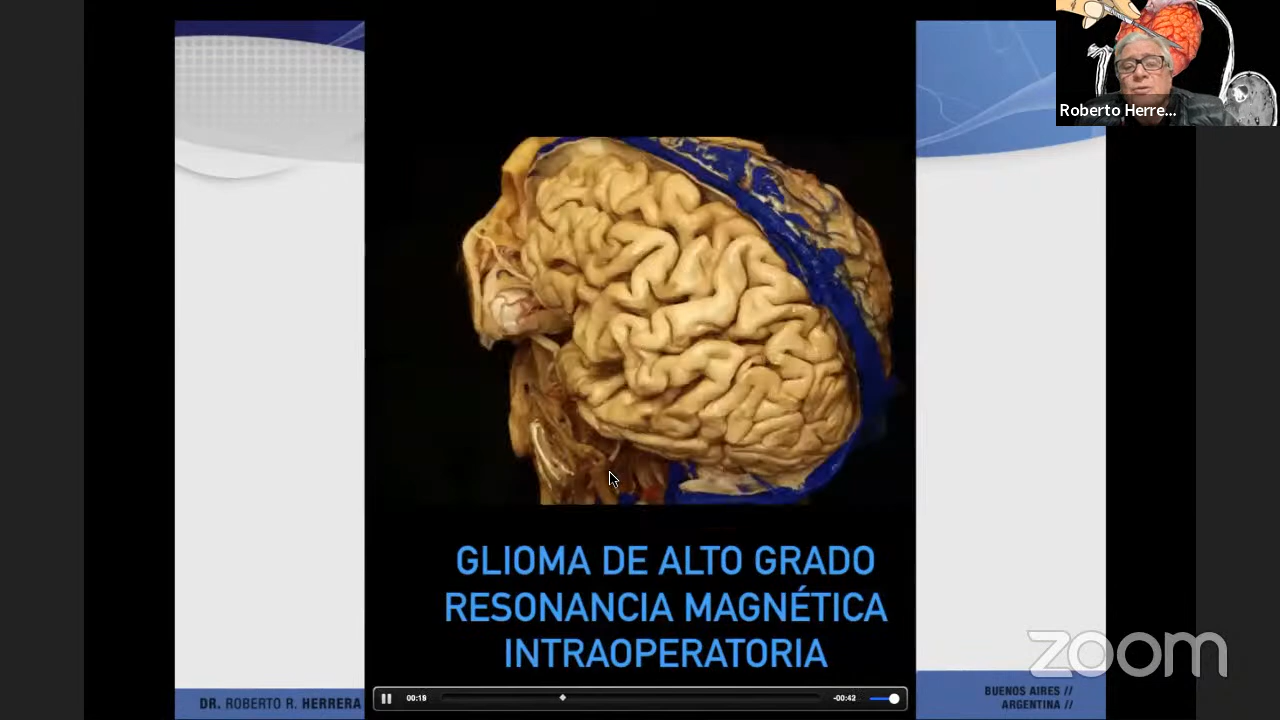 Roberto Herre...
GLIOMA DE ALTO GRADO
RESONANCIA MAGNÉTICA
INTRAOPERATORIA
zoom
00:19
-00:42
DR. ROBERTO R. HERRERA
BUENOS AIRES //
ARGENTINA //